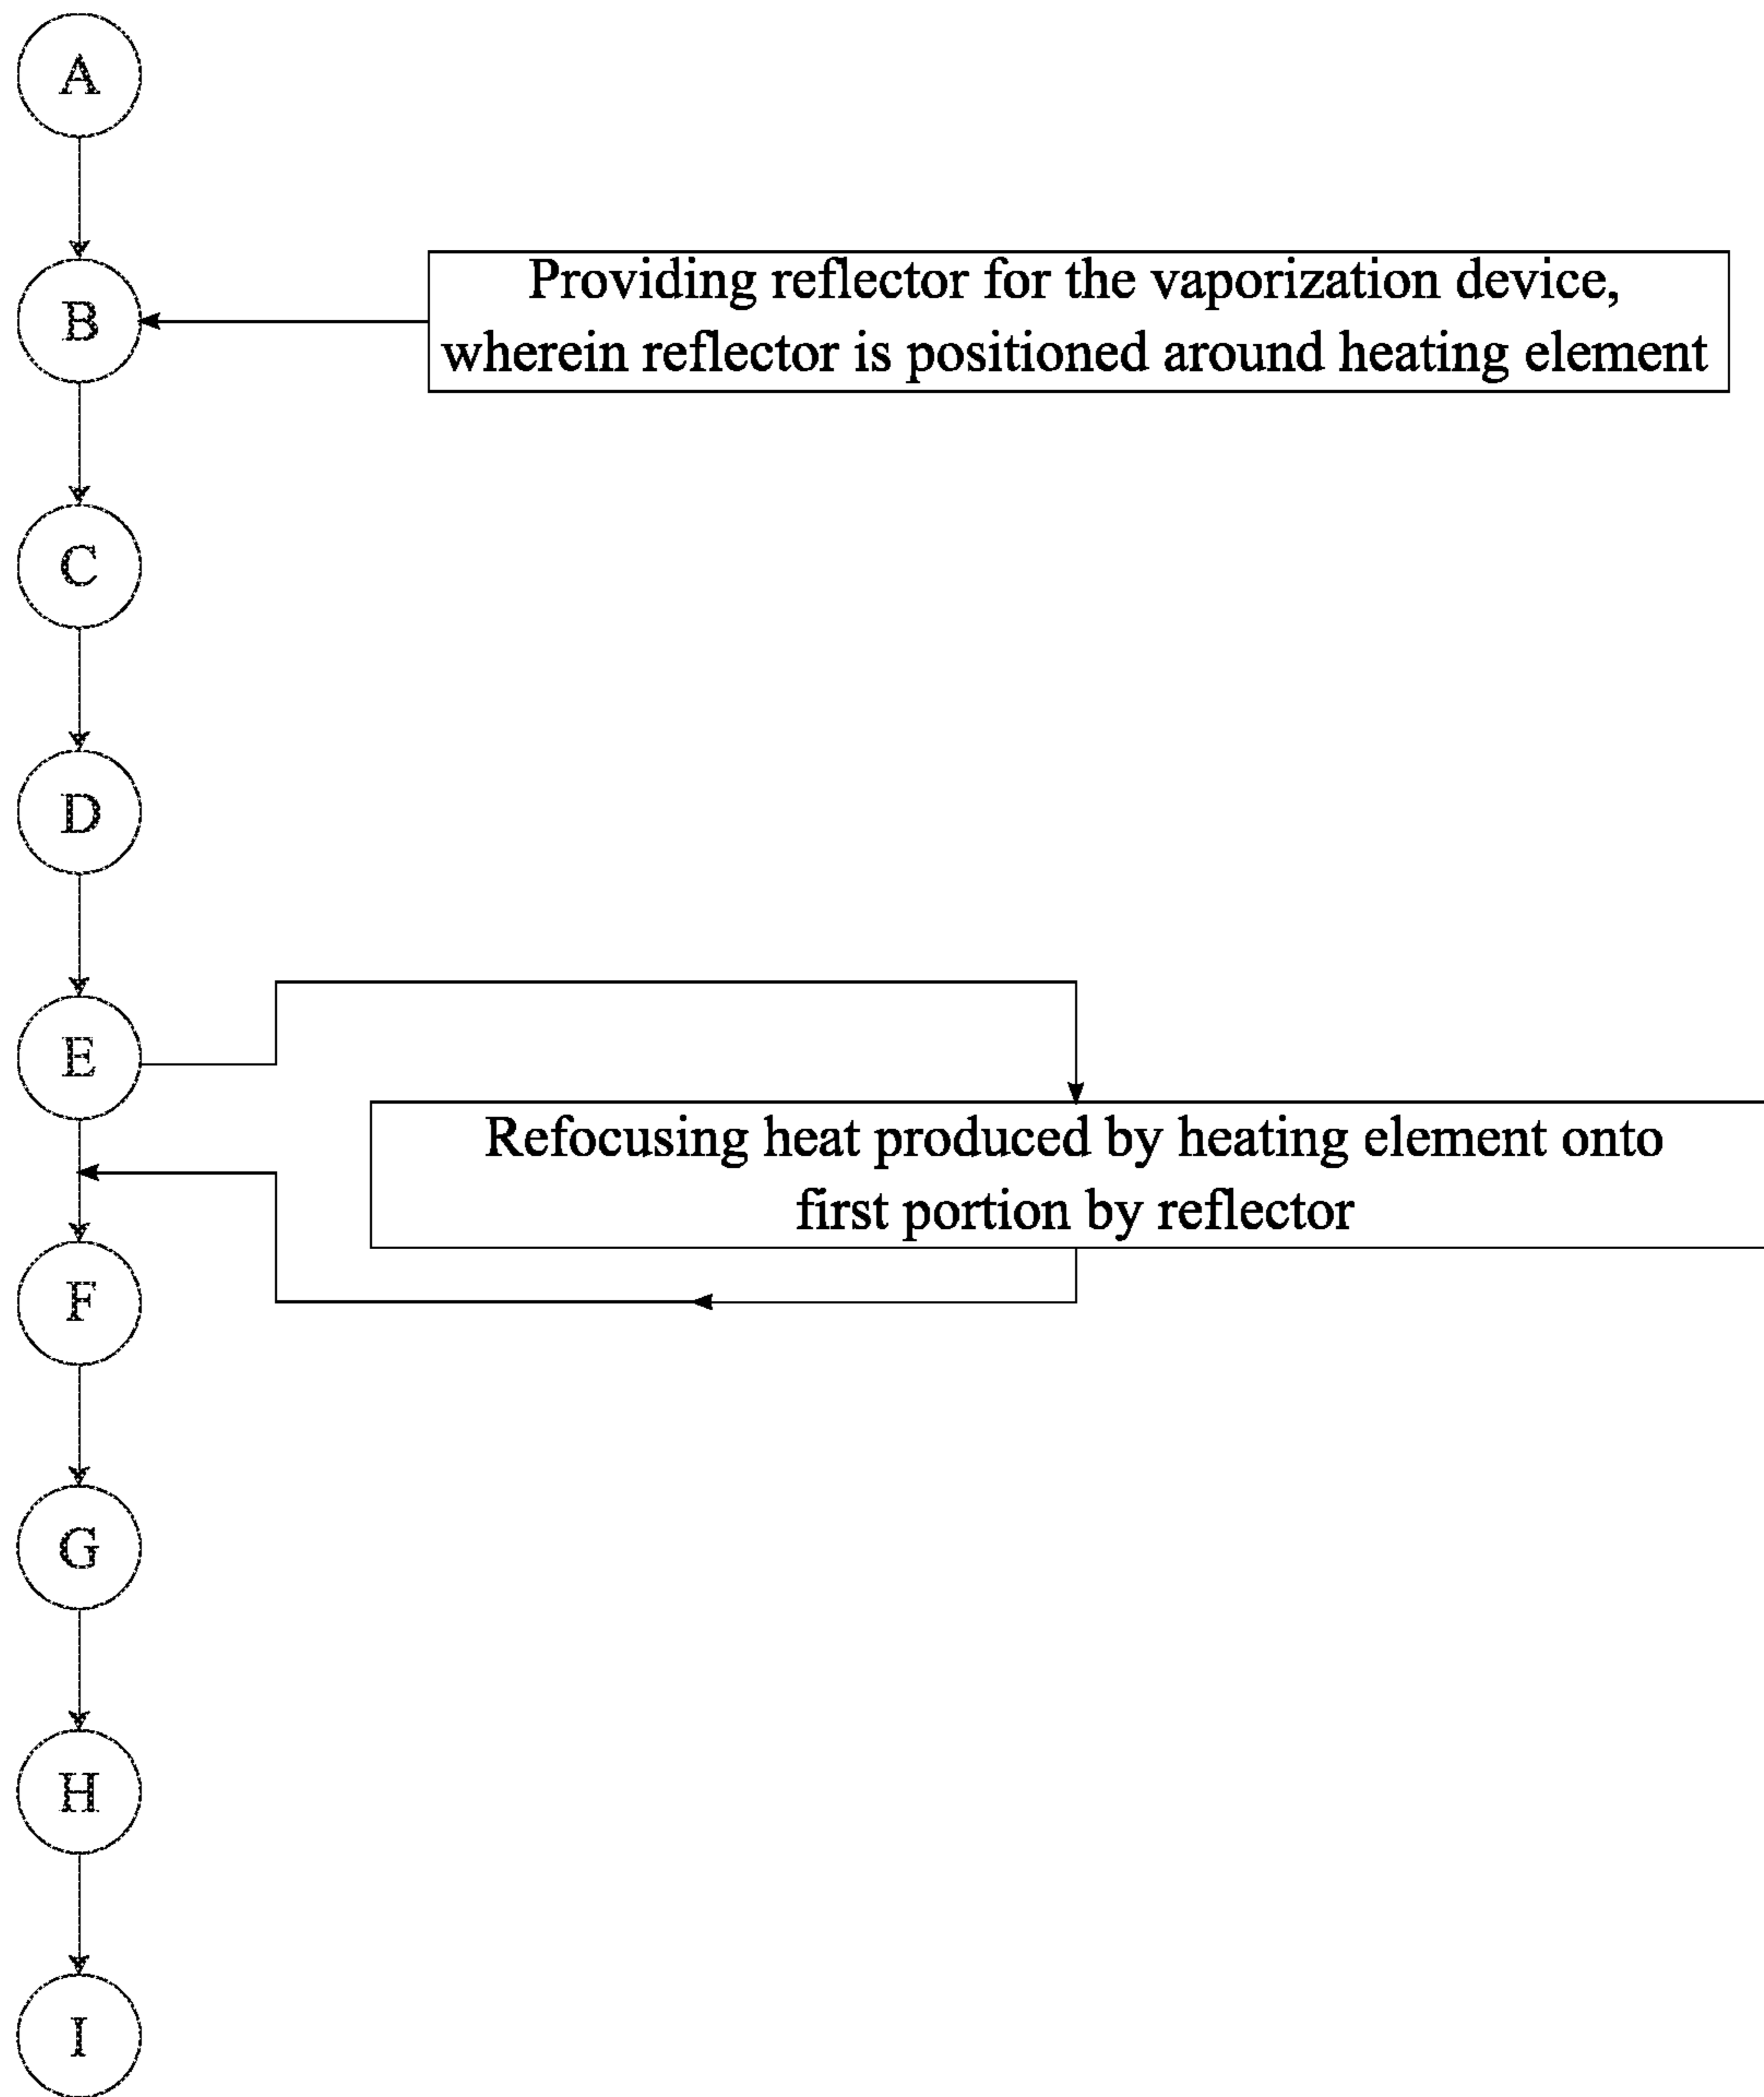 A
B
Providing reflector for the vaporization device,
wherein reflector is positioned around heating element
C
D
E
Refocusing heat produced by heating element onto
first portion by reflector
F
G
H
I